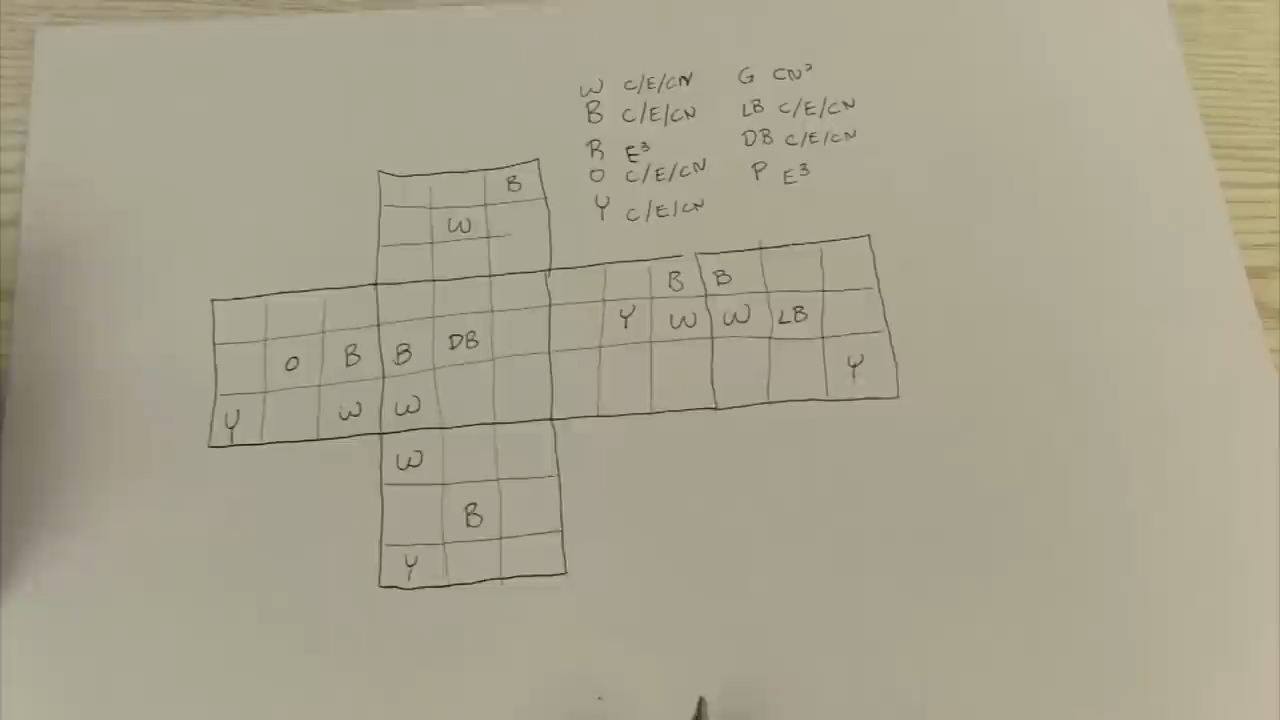 W C/E/CN G CN³
B C/E/CN LB C/E/CN
R E³ DB C/E/CN
O C/E/CN P E³
Y C/E/CN
B
W
B B
O B B DB Y W W LB
Y W W Y
W
B
Y